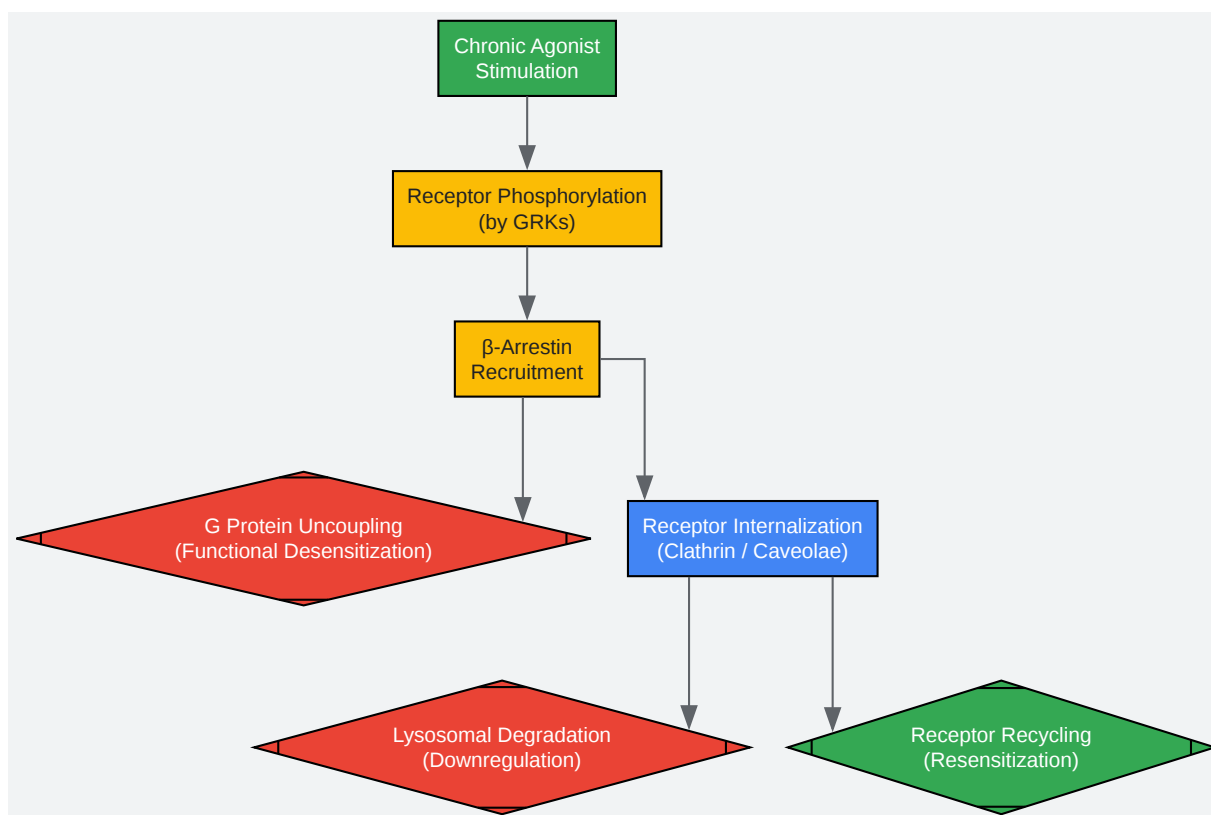 Chronic Agonist
Stimulation
Receptor Phosphorylation
(by GRKs)
β-Arrestin
Recruitment
G Protein Uncoupling
(Functional Desensitization)
Receptor Internalization
(Clathrin / Caveolae)
Lysosomal Degradation
(Downregulation)
Receptor Recycling
(Resensitization)